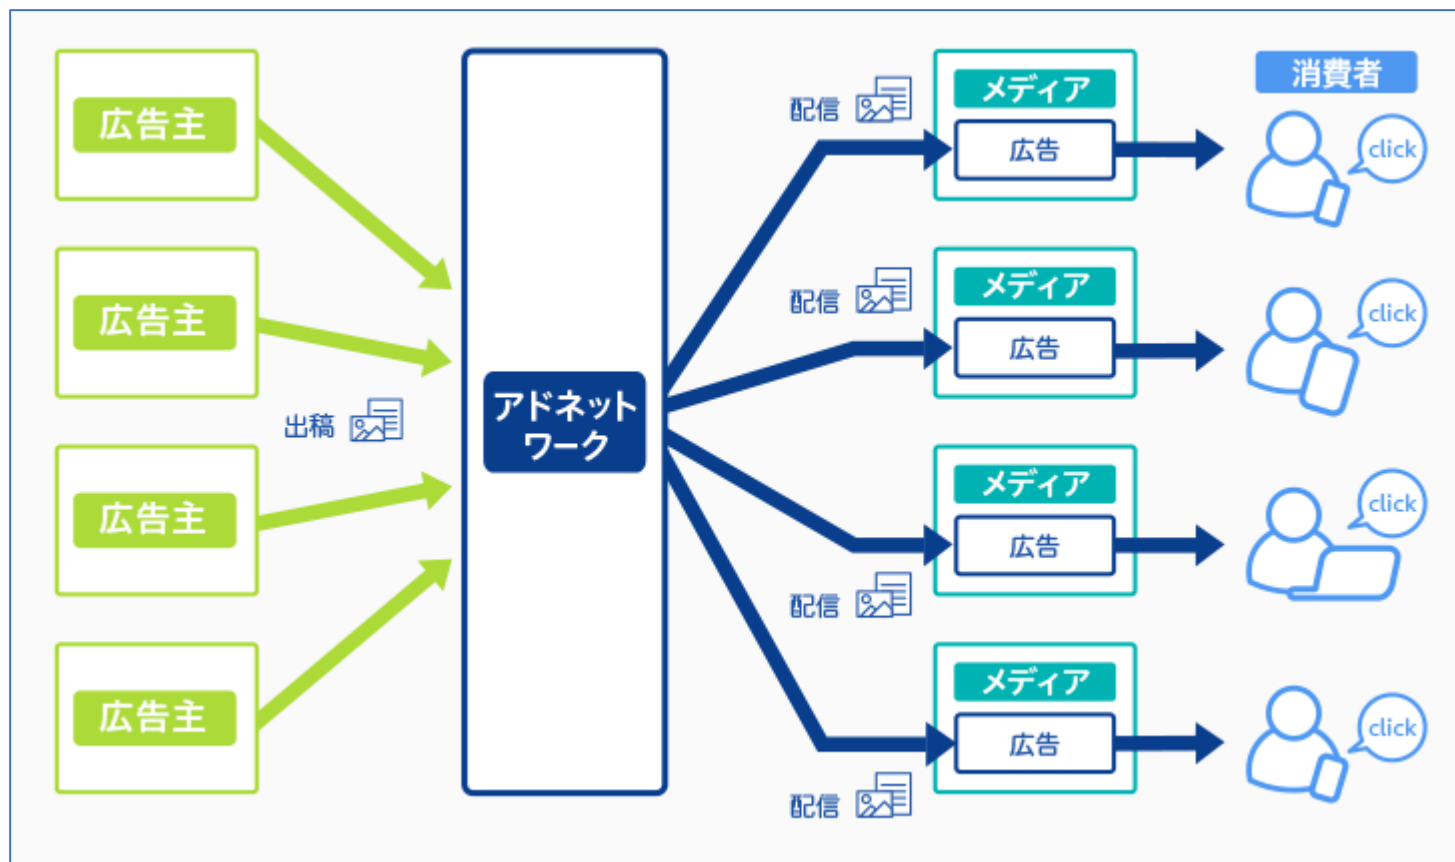 広告主
広告主
出稿
広告主
広告主
アドネット
ワーク
配信
メディア
広告
配信
メディア
広告
メディア
広告
配信
メディア
広告
配信
消費者
click
click
click
click